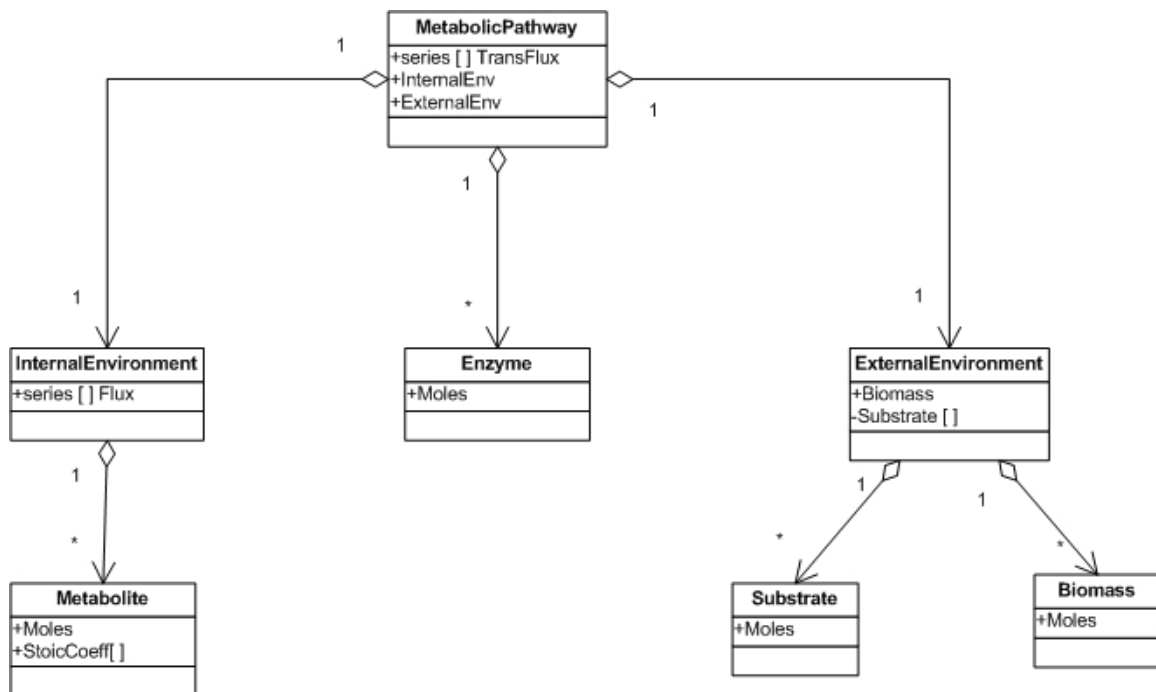 MetabolicPathway
+series [ ] TransFlux
+InternalEnv
+ExternalEnv
1
1
1
1
*
1
InternalEnvironment
+series [ ] Flux
Enzyme
+Moles
ExternalEnvironment
+Biomass
-Substrate [ ]
1
1
1
*
*
*
Metabolite
+Moles
+StoicCoeff[ ]
Substrate
+Moles
Biomass
+Moles